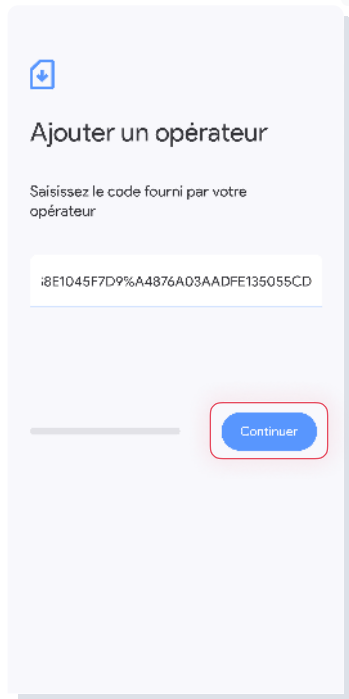 Ajouter un opérateur
Saisissez le code fourni par votre
opérateur
8E1045F7D9%A4876A03AADFE135055CD
Continuer